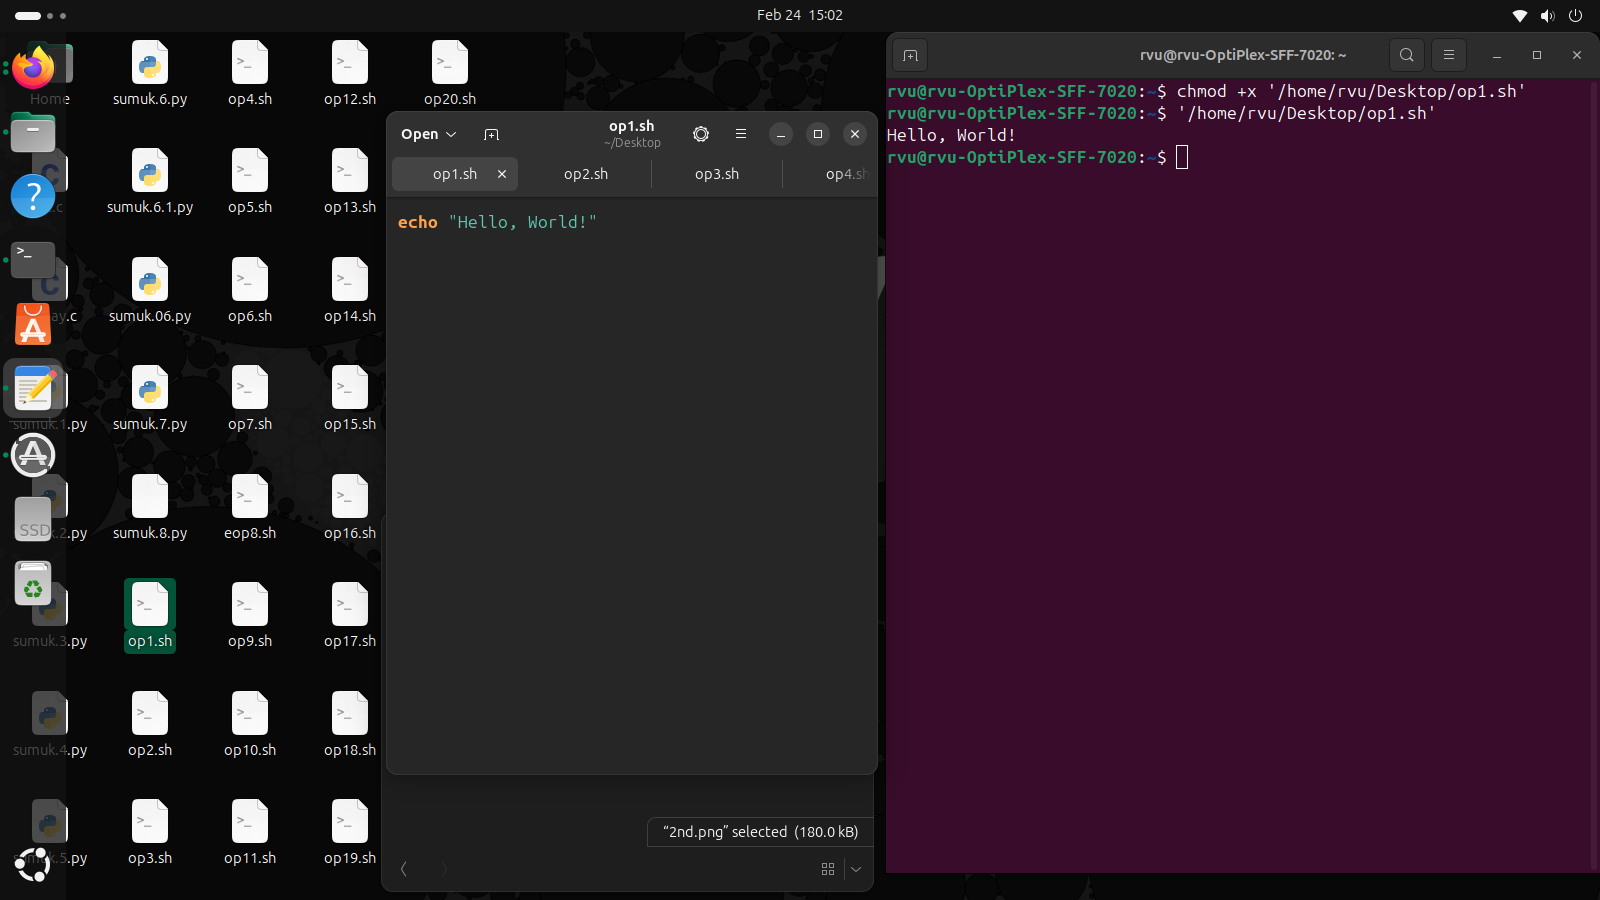 Feb 24 15:02
Home
sumuk.6.py
op4.sh
op12.sh
op20.sh
.c
sumuk.6.1.py
op5.sh
op13.sh
ay.c
sumuk.06.py
op6.sh
op14.sh
sumuk.1.py
sumuk.7.py
op7.sh
op15.sh
SSD
.2.py
sumuk.8.py
eop8.sh
op16.sh
sumuk.3.py
op1.sh
op9.sh
op17.sh
sumuk.4.py
op2.sh
op10.sh
op18.sh
.5.py
op3.sh
op11.sh
op19.sh
Open
op1.sh
~/Desktop
op1.sh
op2.sh
op3.sh
op4.sh
echo "Hello, World!"
“2nd.png” selected (180.0 kB)
rvu@rvu-OptiPlex-SFF-7020: ~
rvu@rvu-OptiPlex-SFF-7020:~$ chmod +x '/home/rvu/Desktop/op1.sh'
rvu@rvu-OptiPlex-SFF-7020:~$ '/home/rvu/Desktop/op1.sh'
Hello, World!
rvu@rvu-OptiPlex-SFF-7020:~$